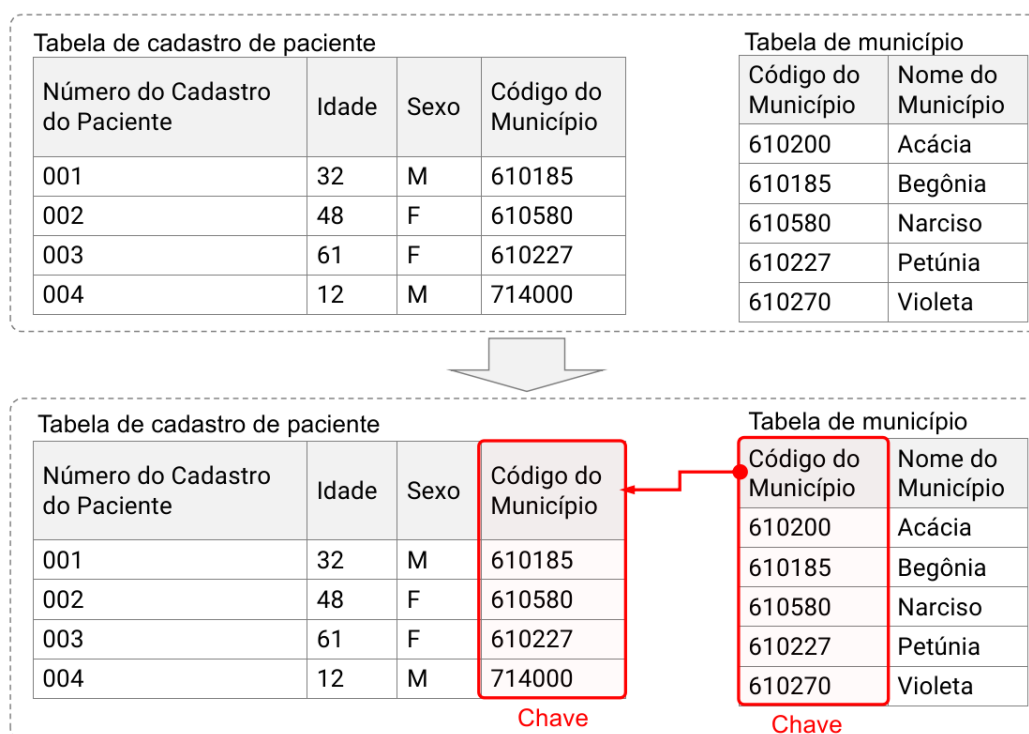 Tabela de cadastro de paciente
Número do Cadastro do Paciente Idade Sexo Código do Município
001 32 M 610185
002 48 F 610580
003 61 F 610227
004 12 M 714000
Tabela de município
Código do Município Nome do Município
610200 Acácia
610185 Begônia
610580 Narciso
610227 Petúnia
610270 Violeta
Tabela de cadastro de paciente
Número do Cadastro do Paciente Idade Sexo Código do Município
001 32 M 610185
002 48 F 610580
003 61 F 610227
004 12 M 714000
Chave
Tabela de município
Código do Município Nome do Município
610200 Acácia
610185 Begônia
610580 Narciso
610227 Petúnia
610270 Violeta
Chave